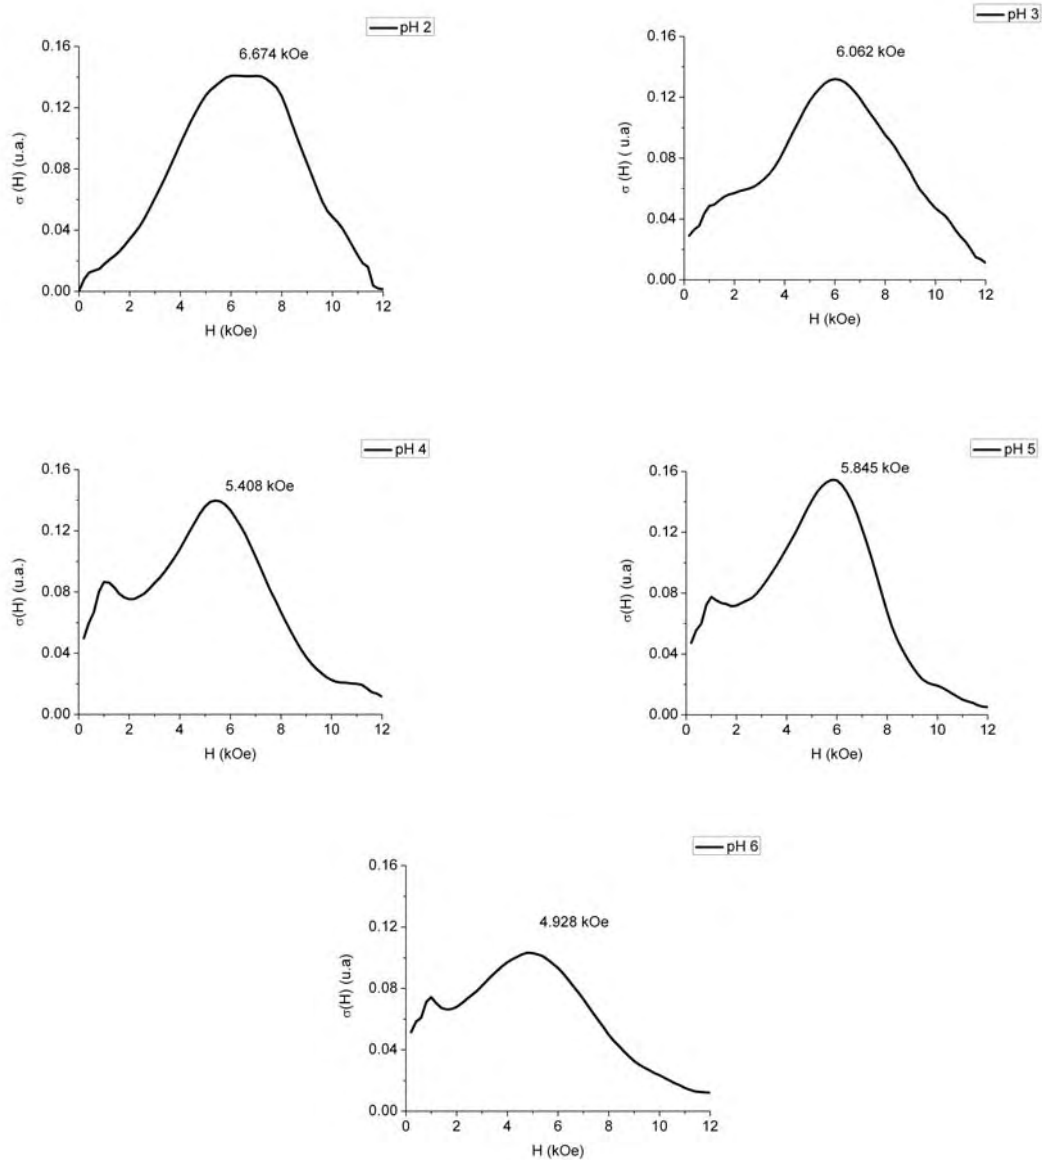 pH 2
6.674 kOe
0.16
0.12
0.08
0.04
0.00
σ (H) (u.a.)
0 2 4 6 8 10 12
H (kOe)
pH 3
6.062 kOe
0.16
0.12
0.08
0.04
0.00
σ (H) ( u.a)
0 2 4 6 8 10 12
H (kOe)
pH 4
5.408 kOe
0.16
0.12
0.08
0.04
0.00
σ(H) (u.a.)
0 2 4 6 8 10 12
H (kOe)
pH 5
5.845 kOe
0.16
0.12
0.08
0.04
0.00
σ(H) (u.a)
0 2 4 6 8 10 12
H (kOe)
pH 6
4.928 kOe
0.16
0.12
0.08
0.04
0.00
σ(H) (u.a)
0 2 4 6 8 10 12
H (kOe)